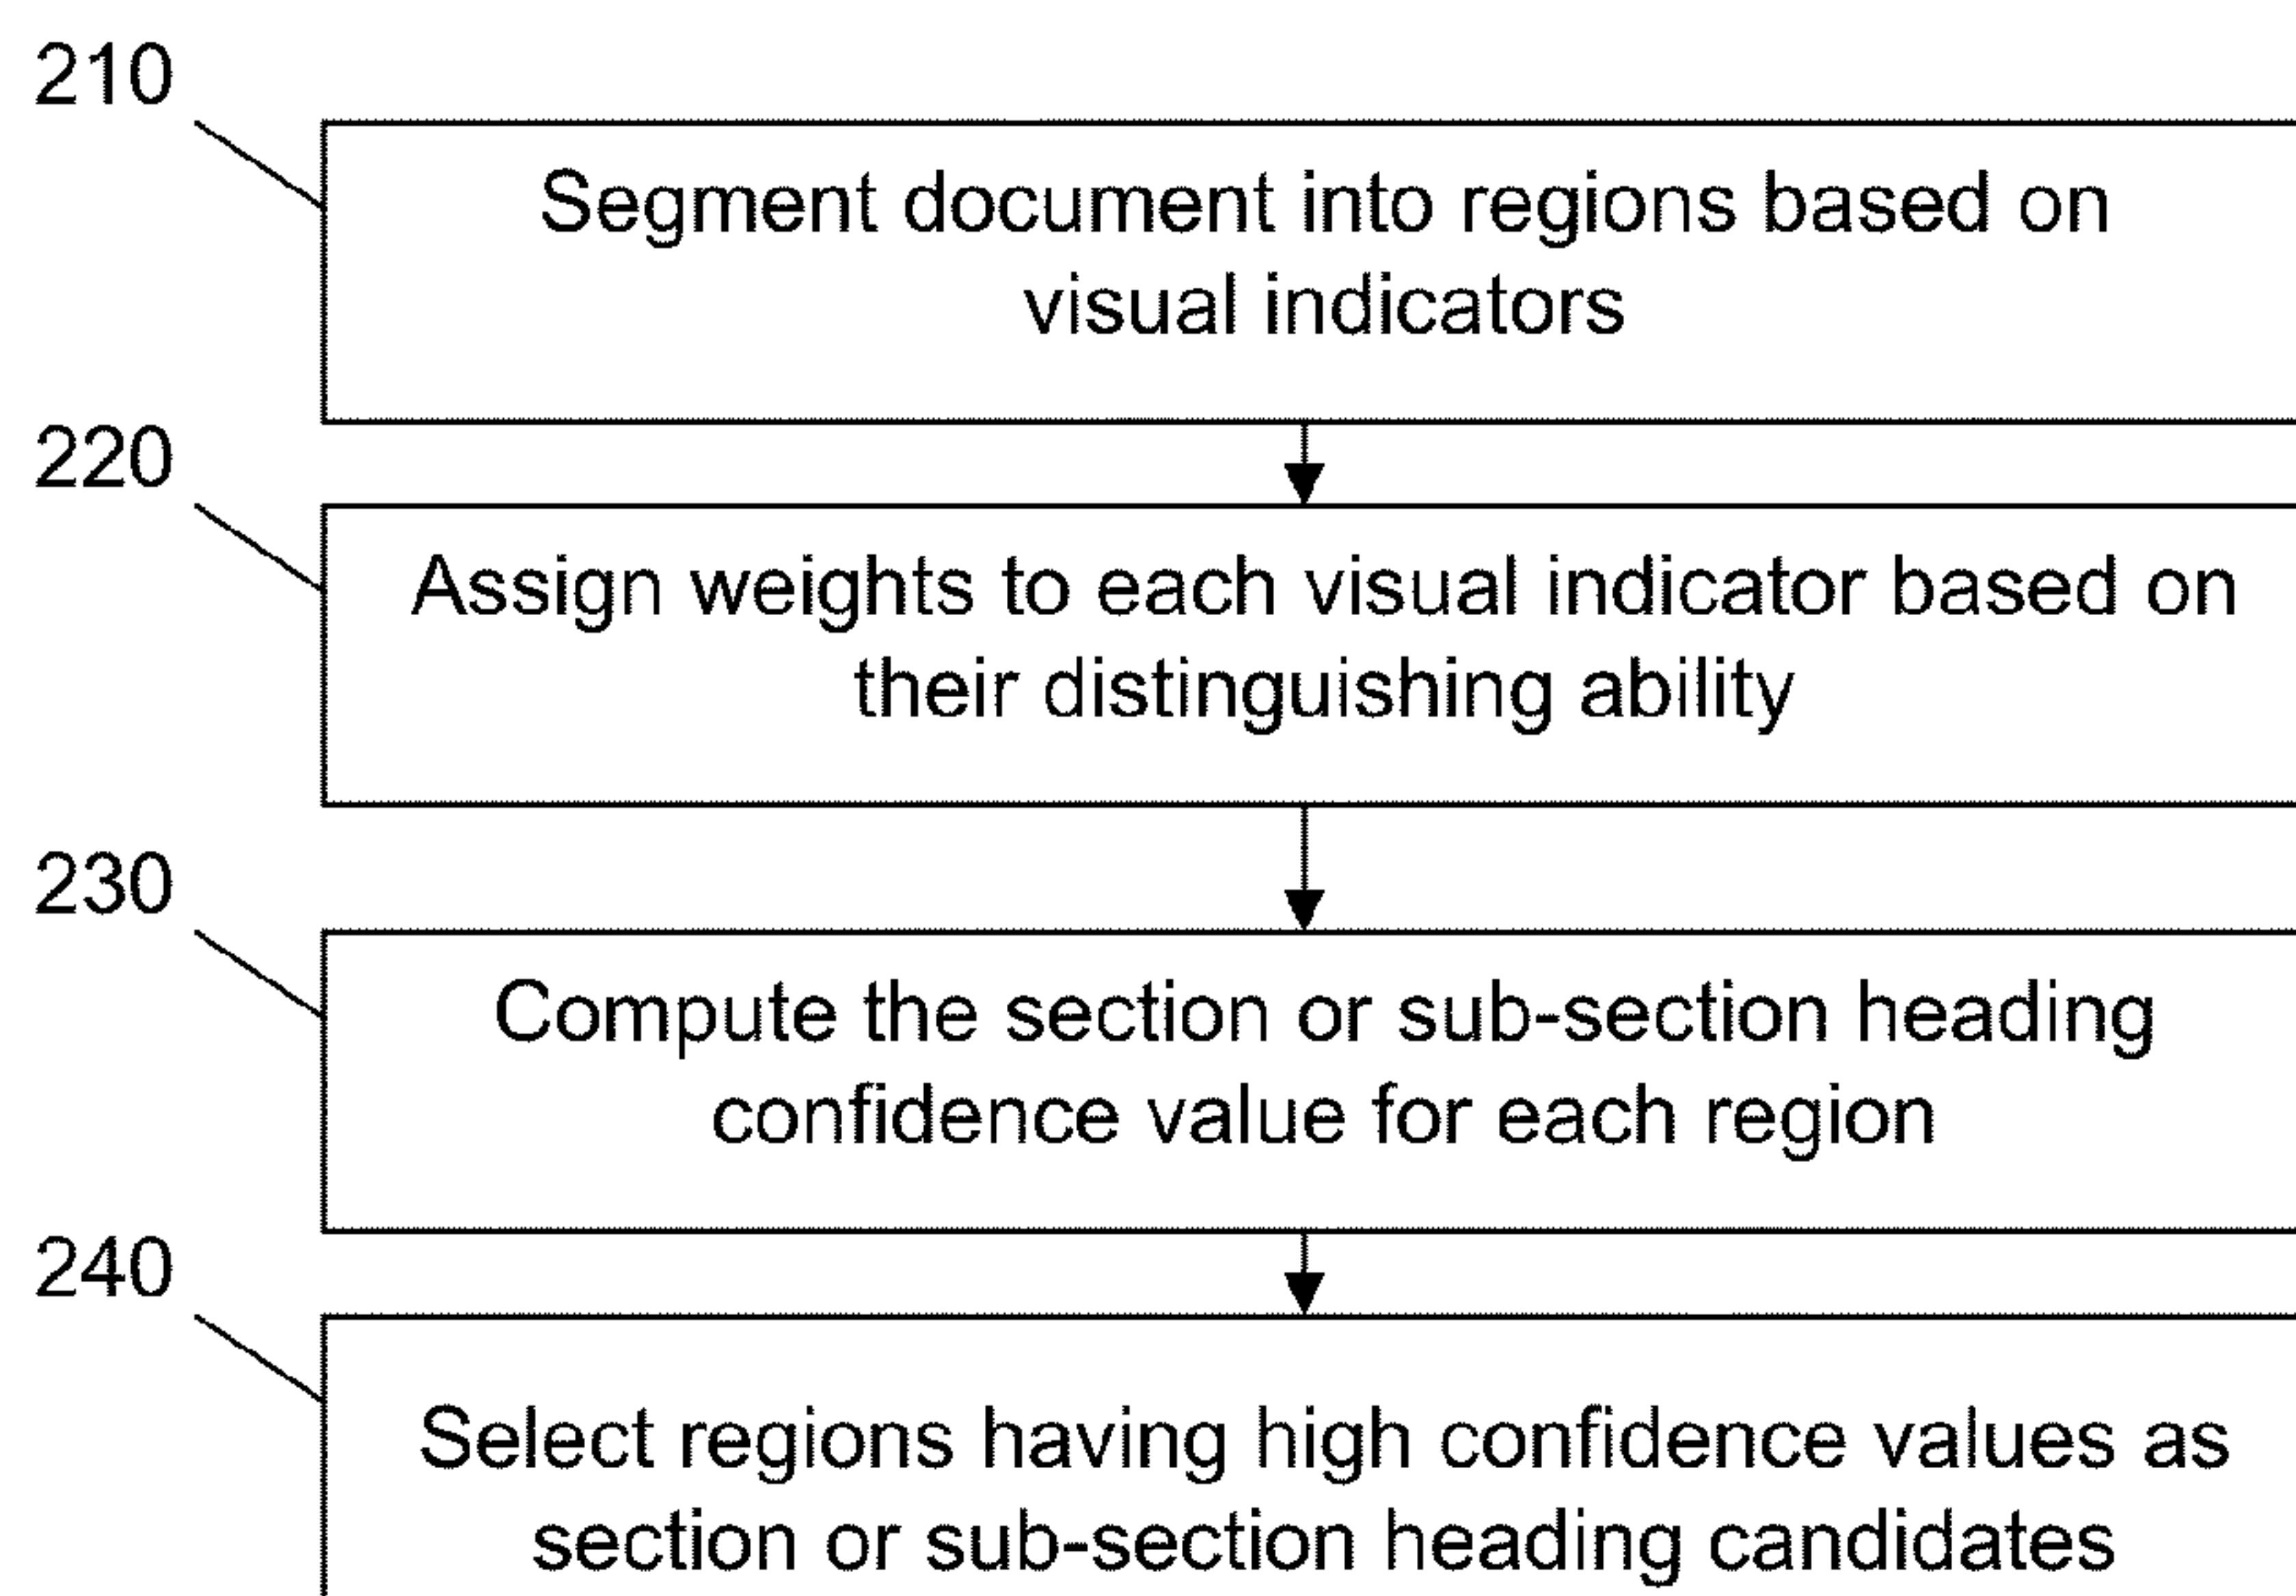 210
Segment document into regions based on
visual indicators
220
Assign weights to each visual indicator based on
their distinguishing ability
230
Compute the section or sub-section heading
confidence value for each region
240
Select regions having high confidence values as
section or sub-section heading candidates